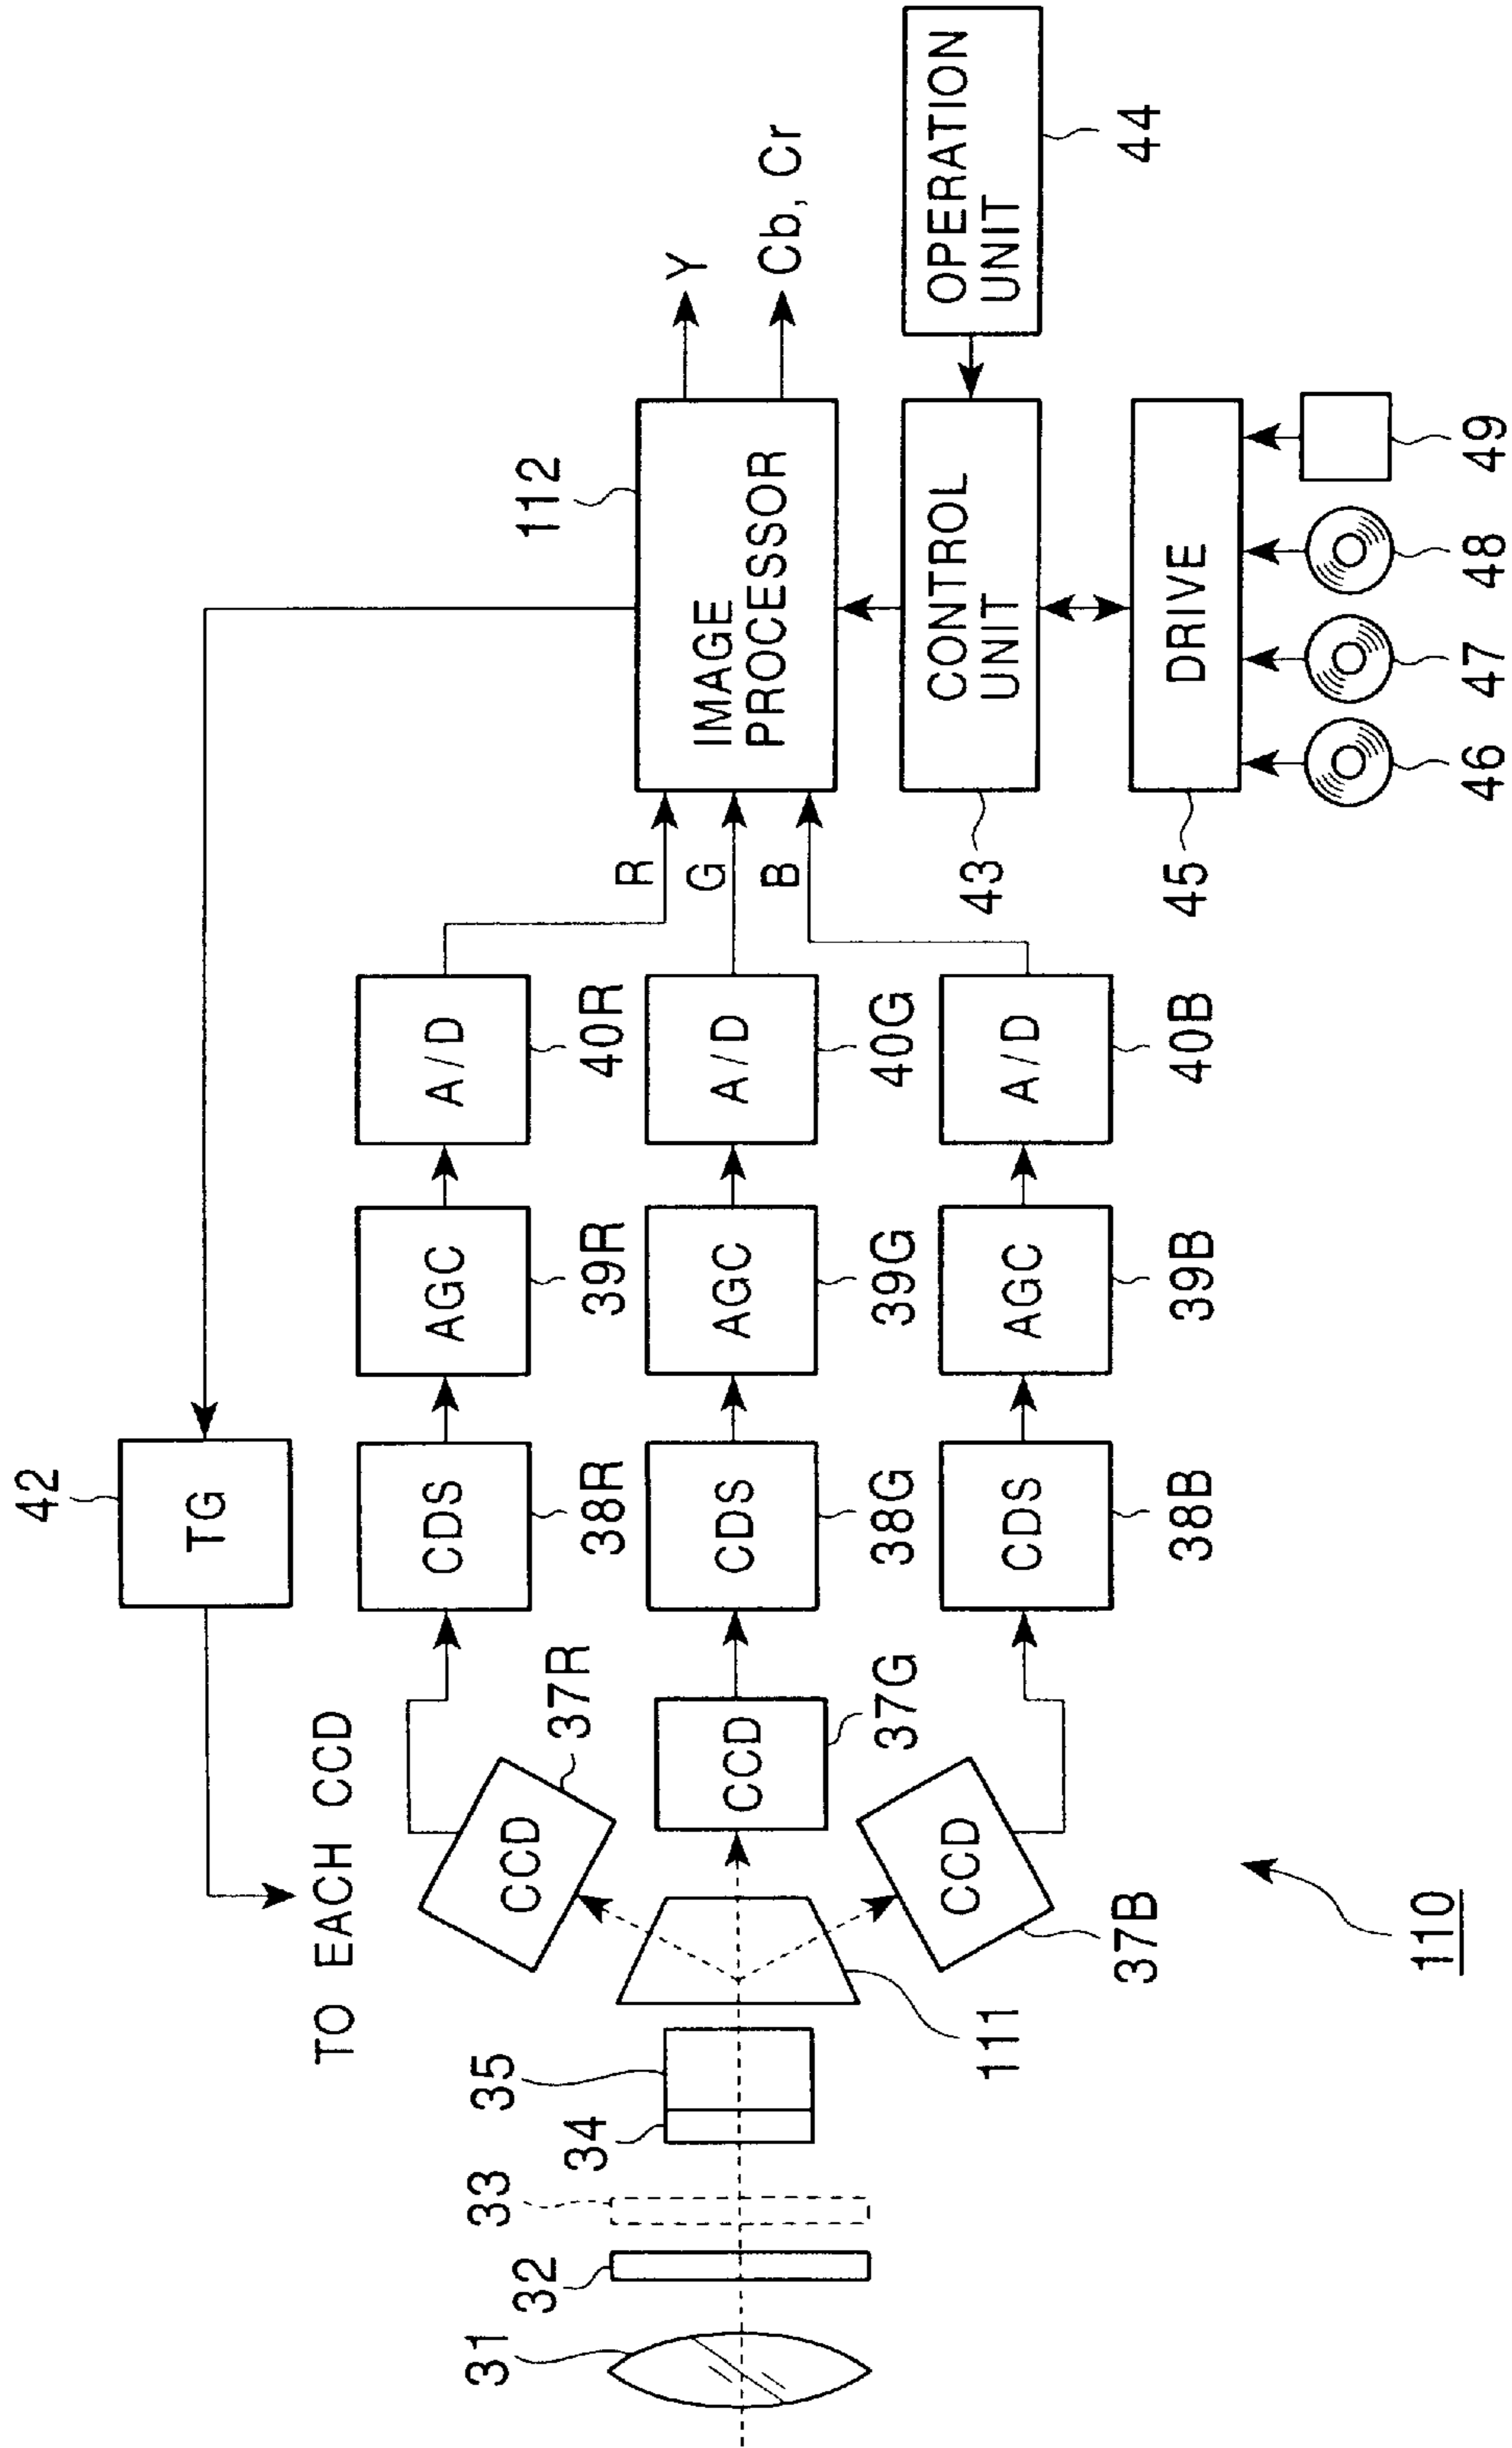 42
TG
TO EACH CCD
112
IMAGE
PROCESSOR
Y
Cb, Cr
R
G
B
CCD
37R
CDS
38R
AGC
39R
A/D
40R
CCD
37G
CDS
38G
AGC
39G
A/D
40G
CCD
37B
CDS
38B
AGC
39B
A/D
40B
31
32
33
34
35
111
CONTROL
UNIT
43
OPERATION
UNIT
44
DRIVE
45
46
47
48
49
110